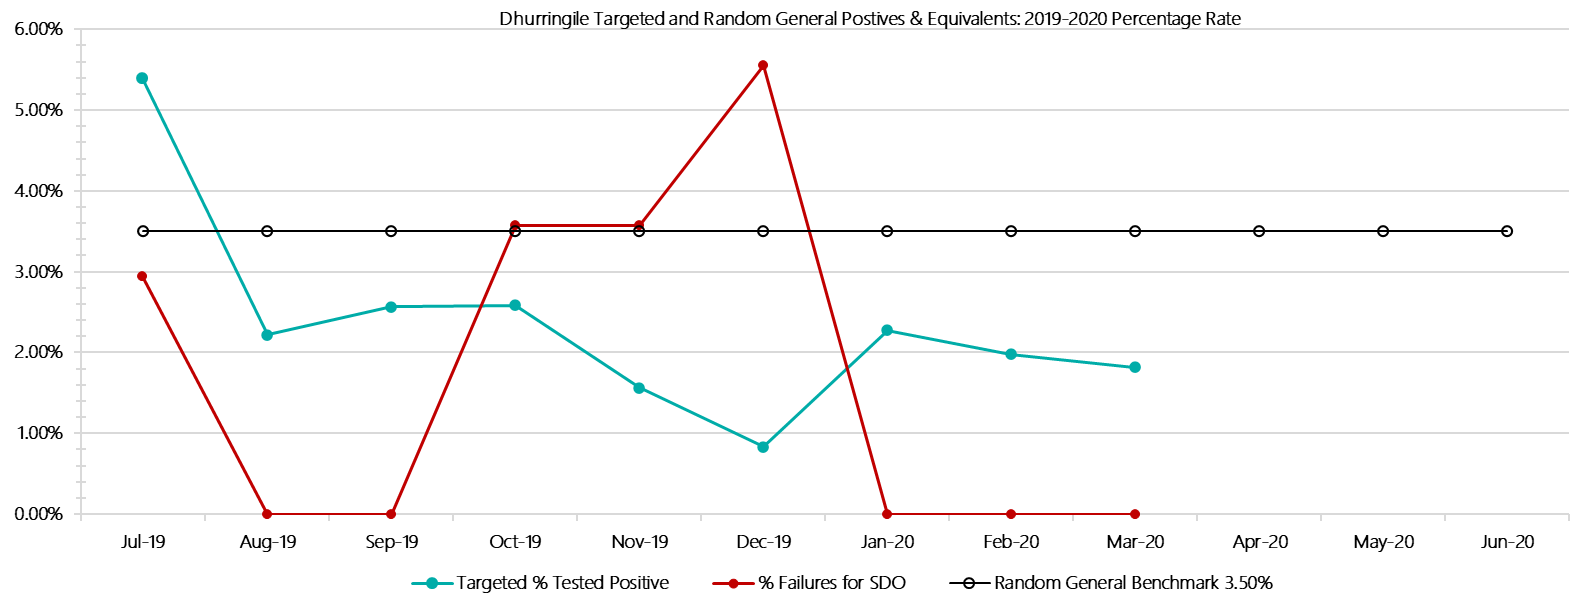 Dhurringile Targeted and Random General Postives & Equivalents: 2019-2020 Percentage Rate
6.00%
5.00%
4.00%
3.00%
2.00%
1.00%
0.00%
Jul-19 Aug-19 Sep-19 Oct-19 Nov-19 Dec-19 Jan-20 Feb-20 Mar-20 Apr-20 May-20 Jun-20
Targeted % Tested Positive % Failures for SDO Random General Benchmark 3.50%